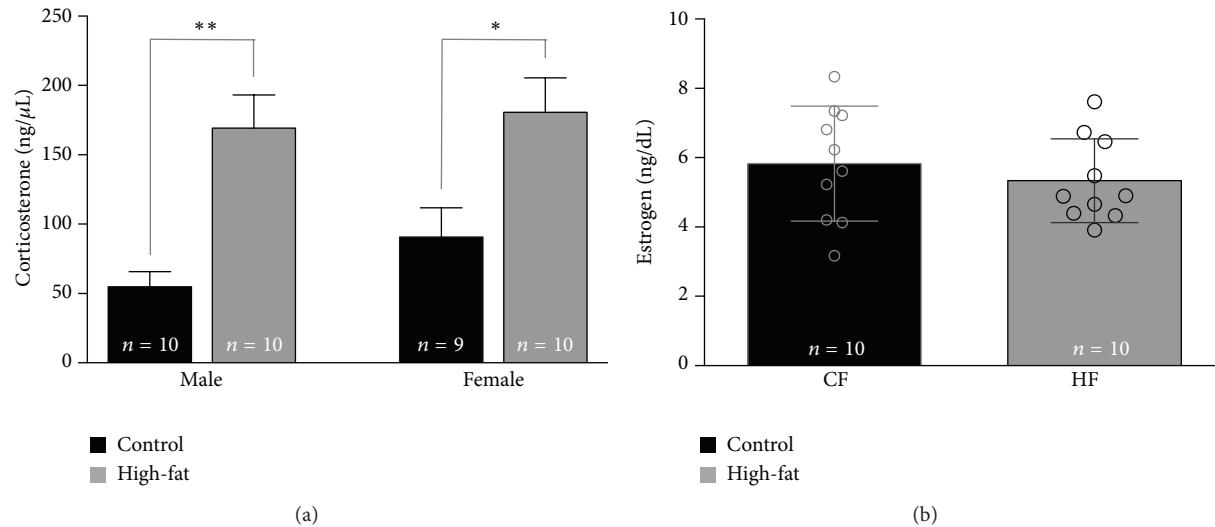 250
200
150
100
50
0
Corticosterone (ng/μL)
**
*
n = 10
n = 10
n = 9
n = 10
Male
Female
Control
High-fat
(a)
10
8
6
4
2
0
Estrogen (ng/dL)
n = 10
n = 10
CF
HF
Control
High-fat
(b)